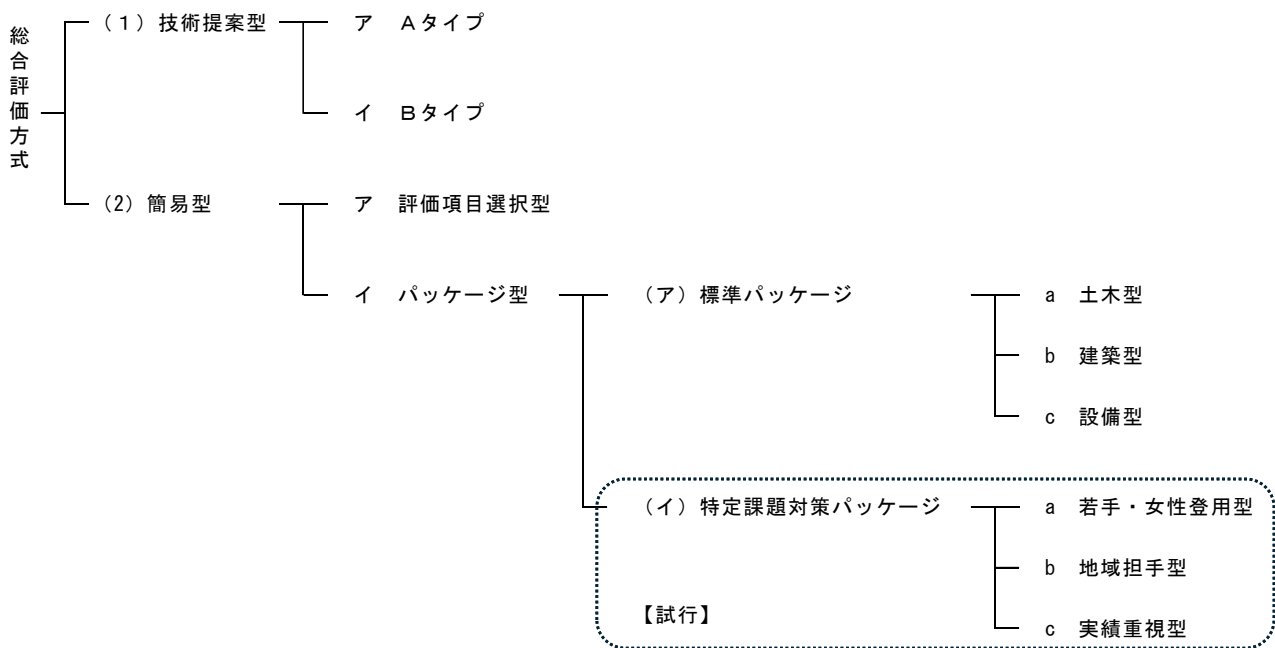 総合評価方式
（１）技術提案型
ア Ａタイプ
イ Ｂタイプ
(2) 簡易型
ア 評価項目選択型
イ パッケージ型
（ア）標準パッケージ
a 土木型
b 建築型
c 設備型
（イ）特定課題対策パッケージ
a 若手・女性登用型
b 地域担手型
【試行】
c 実績重視型